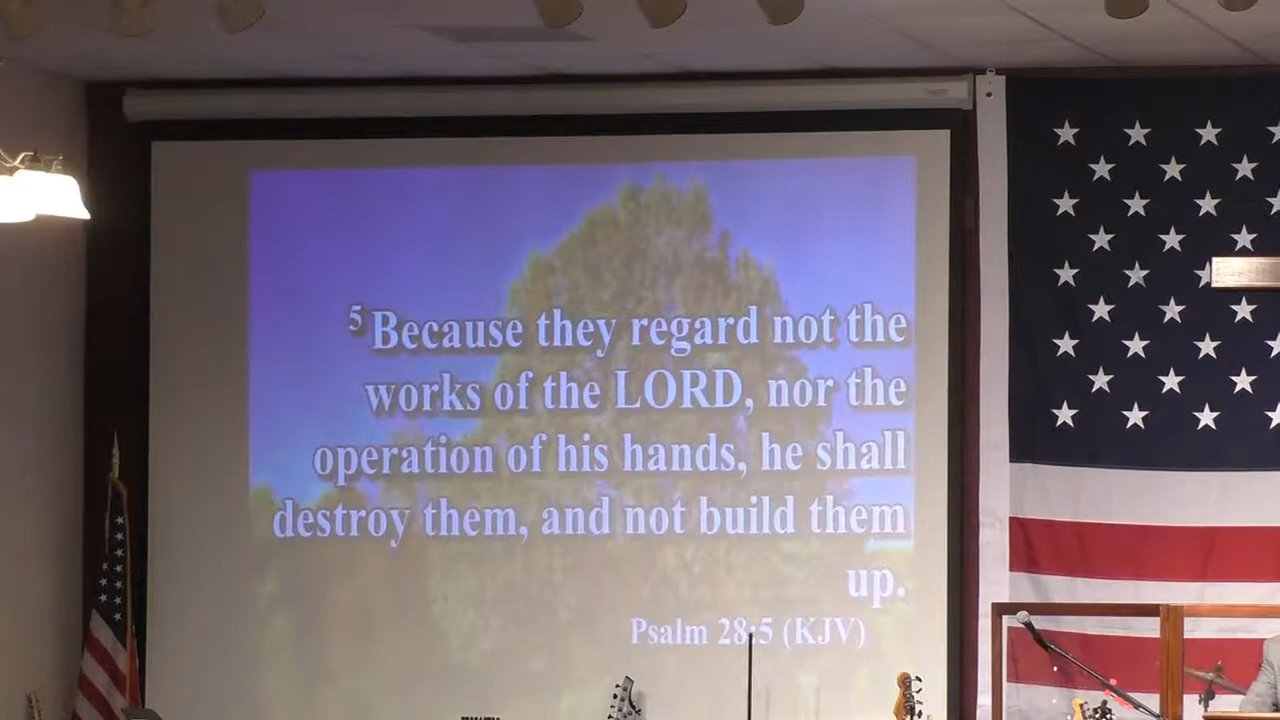 5 Because they regard not the
works of the LORD, nor the
operation of his hands, he shall
destroy them, and not build them
up.
Psalm 28:5 (KJV)